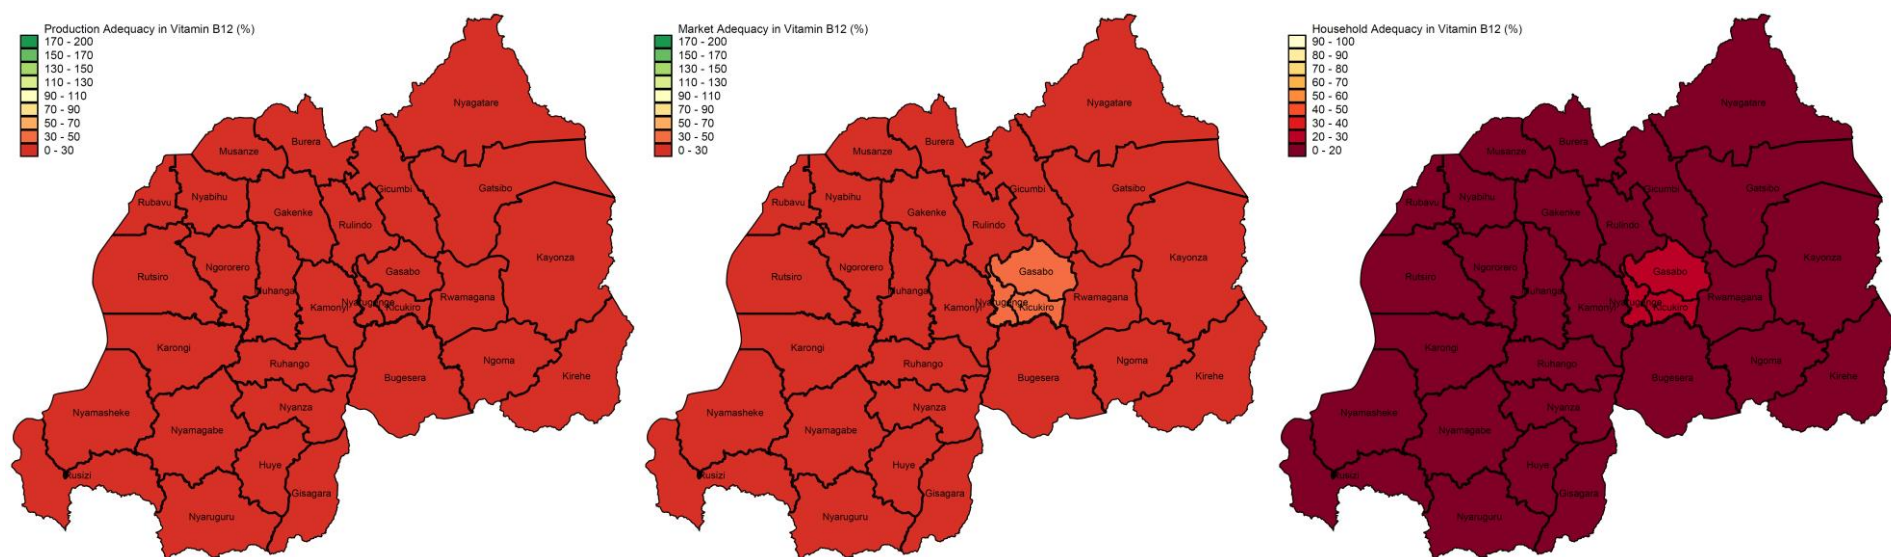 Production Adequacy in Vitamin B12 (%)
170 - 200
150 - 170
130 - 150
110 - 130
90 - 110
70 - 90
50 - 70
30 - 50
0 - 30
Nyagatare
Burera
Musanze
Gicumbi
Gatsibo
Rubavu
Nyabihu
Gakenke
Rulindo
Kayonza
Rutsiro
Ngororero
Muhanga
Gasabo
Kamonyi
Nyarugenge
Kicukiro
Rwamagana
Karongi
Ruhango
Bugesera
Ngoma
Kirehe
Nyamasheke
Nyamagabe
Nyanza
Huye
Rusizi
Gisagara
Nyaruguru
Market Adequacy in Vitamin B12 (%)
170 - 200
150 - 170
130 - 150
110 - 130
90 - 110
70 - 90
50 - 70
30 - 50
0 - 30
Nyagatare
Burera
Musanze
Gicumbi
Gatsibo
Rubavu
Nyabihu
Gakenke
Rulindo
Kayonza
Rutsiro
Ngororero
Muhanga
Gasabo
Kamonyi
Nyarugenge
Kicukiro
Rwamagana
Karongi
Ruhango
Bugesera
Ngoma
Kirehe
Nyamasheke
Nyamagabe
Nyanza
Huye
Rusizi
Gisagara
Nyaruguru
Household Adequacy in Vitamin B12 (%)
90 - 100
90 - 90
70 - 80
60 - 70
50 - 60
40 - 50
30 - 40
20 - 30
0 - 20
Nyagatare
Burera
Musanze
Gicumbi
Gatsibo
Rubavu
Nyabihu
Gakenke
Rulindo
Kayonza
Rutsiro
Ngororero
Muhanga
Gasabo
Kamonyi
Nyarugenge
Kicukiro
Rwamagana
Karongi
Ruhango
Bugesera
Ngoma
Kirehe
Nyamasheke
Nyamagabe
Nyanza
Huye
Rusizi
Gisagara
Nyaruguru